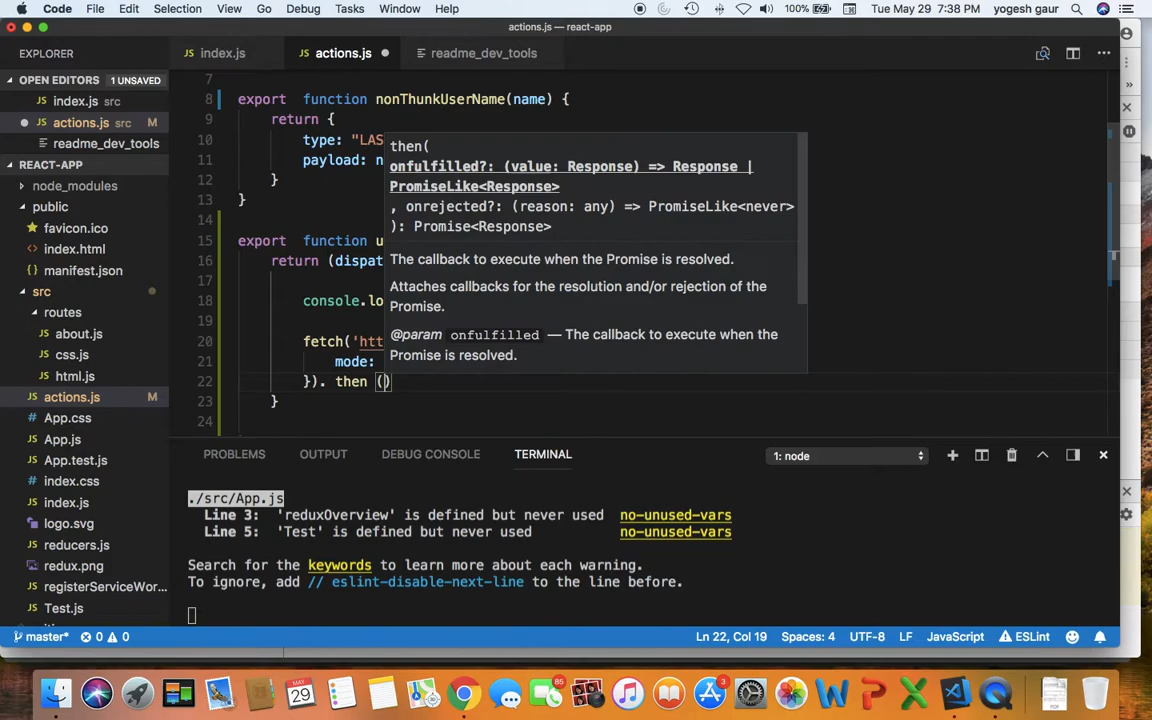 Code File Edit Selection View Go Debug Tasks Window Help 100% Tue May 29 7:38 PM yogesh gaur
actions.js — react-app
EXPLORER
index.js
actions.js
readme_dev_tools
OPEN EDITORS 1 UNSAVED
index.js src
actions.js src M
readme_dev_tools
REACT-APP
node_modules
public
favicon.ico
index.html
manifest.json
src
routes
about.js
css.js
html.js
actions.js M
App.css
App.js
App.test.js
index.css
index.js
logo.svg
reducers.js
redux.png
registerServiceWor...
Test.js
7
8 export function nonThunkUserName(name) {
9 return {
10 type: "LAS
11 payload: n
12 }
13 }
14
15 export function u
16 return (dispat
17
18 console.lo
19
20 fetch('htt
21 mode:
22 }). then ()
23 }
24
then(
onfulfilled?: (value: Response) => Response |
PromiseLike<Response>
, onrejected?: (reason: any) => PromiseLike<never>
): Promise<Response>
The callback to execute when the Promise is resolved.
Attaches callbacks for the resolution and/or rejection of the
Promise.
@param onfulfilled — The callback to execute when the
Promise is resolved.
PROBLEMS OUTPUT DEBUG CONSOLE TERMINAL 1: node
./src/App.js
Line 3: 'reduxOverview' is defined but never used no-unused-vars
Line 5: 'Test' is defined but never used no-unused-vars
Search for the keywords to learn more about each warning.
To ignore, add // eslint-disable-next-line to the line before.
master* 0 0 Ln 22, Col 19 Spaces: 4 UTF-8 LF JavaScript ESLint
85
3
29